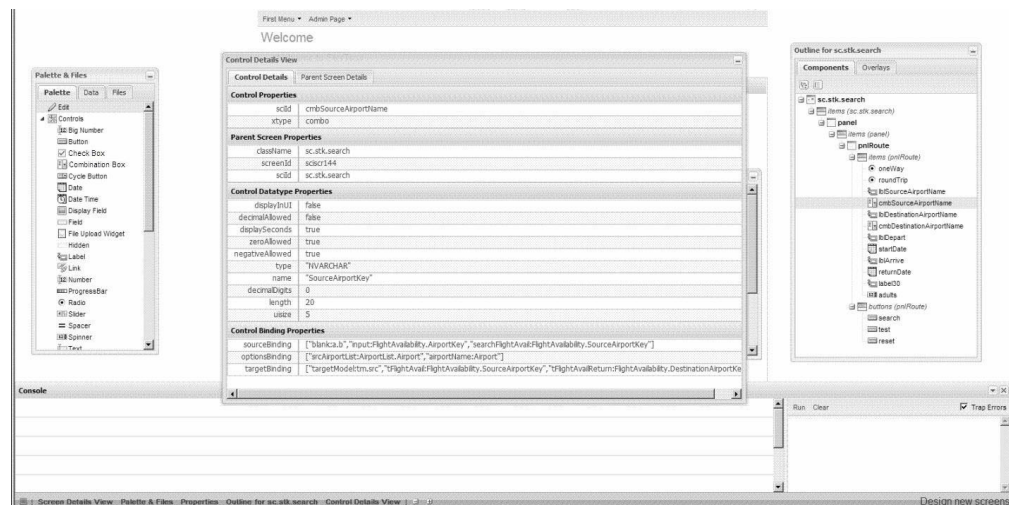 First Menu Admin Page
Welcome
Palette & Files
Palette Data Files
Edit
Controls
Big Number
Button
Check Box
Combination Box
Cycle Button
Date
Date Time
Display Field
Field
File Upload Widget
Hidden
Label
Link
Number
ProgressBar
Radio
Slider
Spacer
Spinner
Text
Control Details View
Control Details Parent Screen Details
Control Properties
sciId cmbSourceAirportName
xtype combo
Parent Screen Properties
className sc.stk.search
screenId sciscr144
sciId sc.stk.search
Control Datatype Properties
displayInUI false
decimalAllowed false
displaySeconds true
zeroAllowed true
negativeAllowed true
type "NVARCHAR"
name "SourceAirportKey"
decimalDigits 0
length 20
uisize 5
Control Binding Properties
sourceBinding ["blank:a.b","input:FlightAvailability.AirportKey","searchFlightAvail:FlightAvailability.SourceAirportKey"]
optionsBinding ["srcAirportList:AirportList.Airport","airportName:Airport"]
targetBinding ["targetModel:tm.src","tFlightAvail:FlightAvailability.SourceAirportKey","tFlightAvailReturn:FlightAvailability.DestinationAirportKe
Outline for sc.stk.search
Components Overlays
sc.stk.search
items (sc.stk.search)
panel
items (panel)
pnlRoute
items (pnlRoute)
oneWay
roundTrip
lblSourceAirportName
cmbSourceAirportName
lblDestinationAirportName
cmbDestinationAirportName
lblDepart
startDate
lblArrive
returnDate
label30
adults
buttons (pnlRoute)
search
test
reset
Console
Run Clear Trap Errors
Screen Details View Palette & Files Properties Outline for sc.stk.search Control Details View
Design new screens